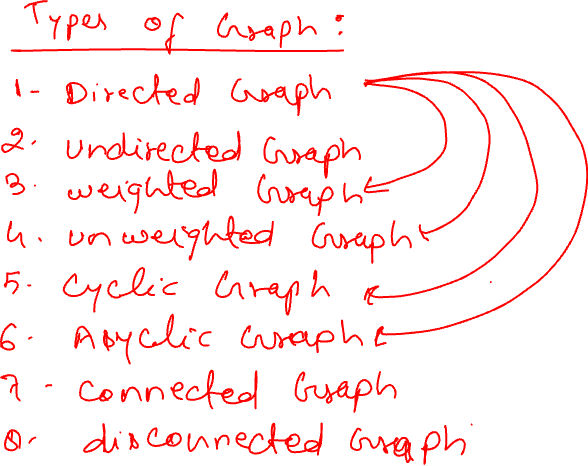 Types of Graph :
1- Directed Graph
2. undirected Graph
3. weighted Graph
4. unweighted Graph
5. Cyclic Graph
6- Asyclic Graph
7- connected Graph
8. disconnected Graph